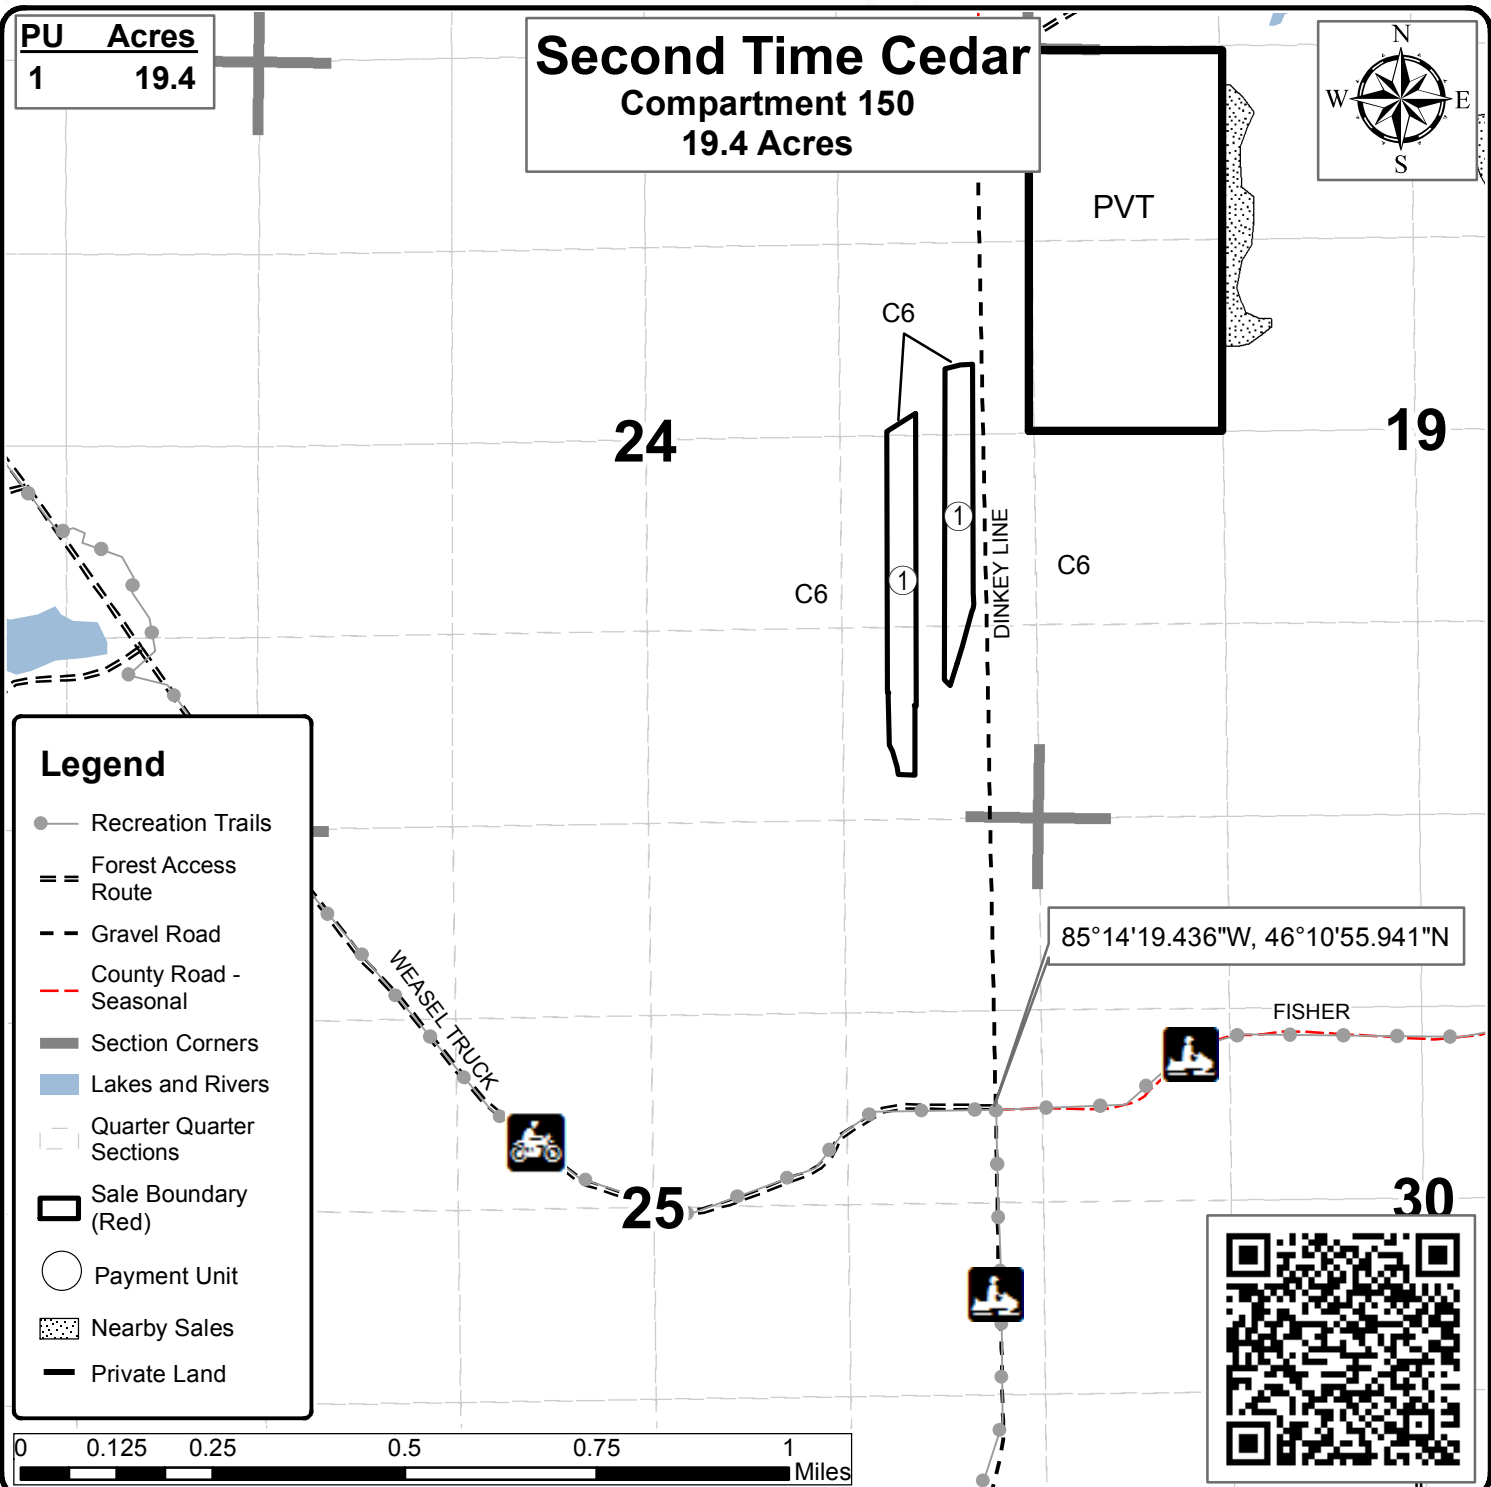 PU Acres
1 19.4
Second Time Cedar
Compartment 150
19.4 Acres
N
W E
S
PVT
C6
24
19
1
1
DINKEY LINE
C6
C6
Legend
Recreation Trails
Forest Access
Route
Gravel Road
County Road -
Seasonal
Section Corners
Lakes and Rivers
Quarter Quarter
Sections
Sale Boundary
(Red)
Payment Unit
Nearby Sales
Private Land
WEASEL TRUCK
85°14'19.436"W, 46°10'55.941"N
FISHER
25
30
0 0.125 0.25 0.5 0.75 1
Miles